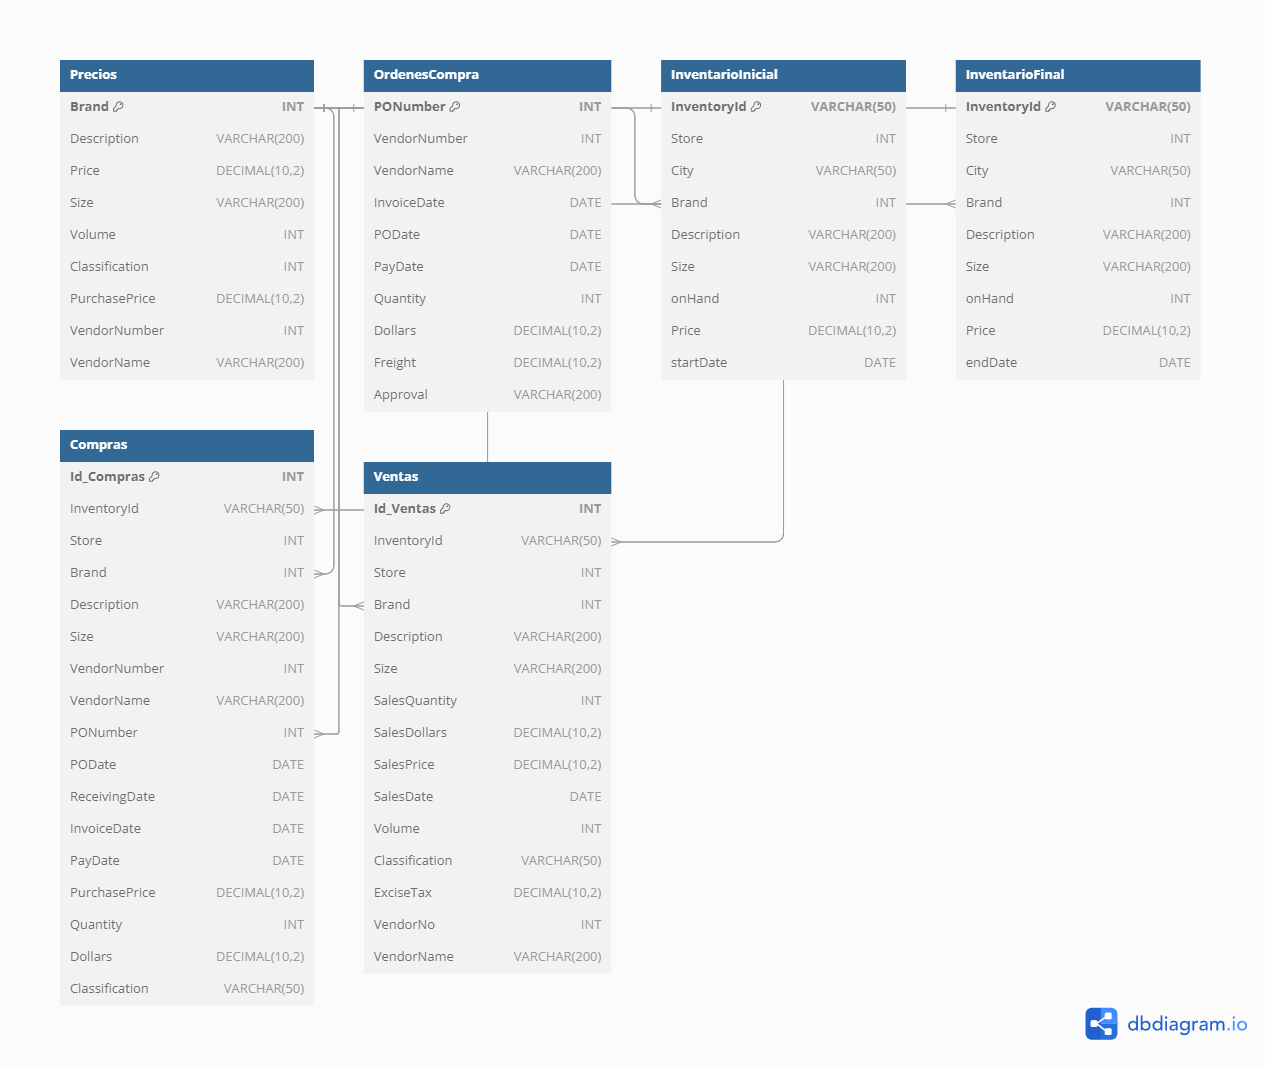 Precios
Brand INT
Description VARCHAR(200)
Price DECIMAL(10,2)
Size VARCHAR(200)
Volume INT
Classification INT
PurchasePrice DECIMAL(10,2)
VendorNumber INT
VendorName VARCHAR(200)
OrdenesCompra
PONumber INT
VendorNumber INT
VendorName VARCHAR(200)
InvoiceDate DATE
PODate DATE
PayDate DATE
Quantity INT
Dollars DECIMAL(10,2)
Freight DECIMAL(10,2)
Approval VARCHAR(200)
InventarioInicial
InventoryId VARCHAR(50)
Store INT
City VARCHAR(50)
Brand INT
Description VARCHAR(200)
Size VARCHAR(200)
onHand INT
Price DECIMAL(10,2)
startDate DATE
InventarioFinal
InventoryId VARCHAR(50)
Store INT
City VARCHAR(50)
Brand INT
Description VARCHAR(200)
Size VARCHAR(200)
onHand INT
Price DECIMAL(10,2)
endDate DATE
Compras
Id_Compras INT
InventoryId VARCHAR(50)
Store INT
Brand INT
Description VARCHAR(200)
Size VARCHAR(200)
VendorNumber INT
VendorName VARCHAR(200)
PONumber INT
PODate DATE
ReceivingDate DATE
InvoiceDate DATE
PayDate DATE
PurchasePrice DECIMAL(10,2)
Quantity INT
Dollars DECIMAL(10,2)
Classification VARCHAR(50)
Ventas
Id_Ventas INT
InventoryId VARCHAR(50)
Store INT
Brand INT
Description VARCHAR(200)
Size VARCHAR(200)
SalesQuantity INT
SalesDollars DECIMAL(10,2)
SalesPrice DECIMAL(10,2)
SalesDate DATE
Volume INT
Classification VARCHAR(50)
ExciseTax DECIMAL(10,2)
VendorNo INT
VendorName VARCHAR(200)
dbdiagram.io